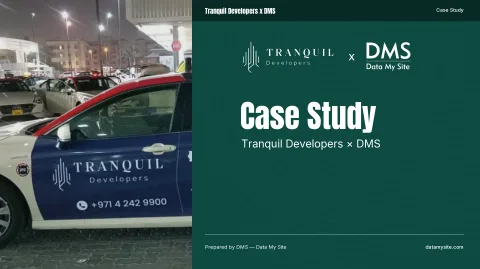 Tranquil Developers x DMS
Case Study
TRANQUIL
Developers
x
DMS
Data My Site
Case Study
Tranquil Developers × DMS
TRANQUIL
Developers
+971 4 242 9900
Prepared by DMS — Data My Site
datamysite.com